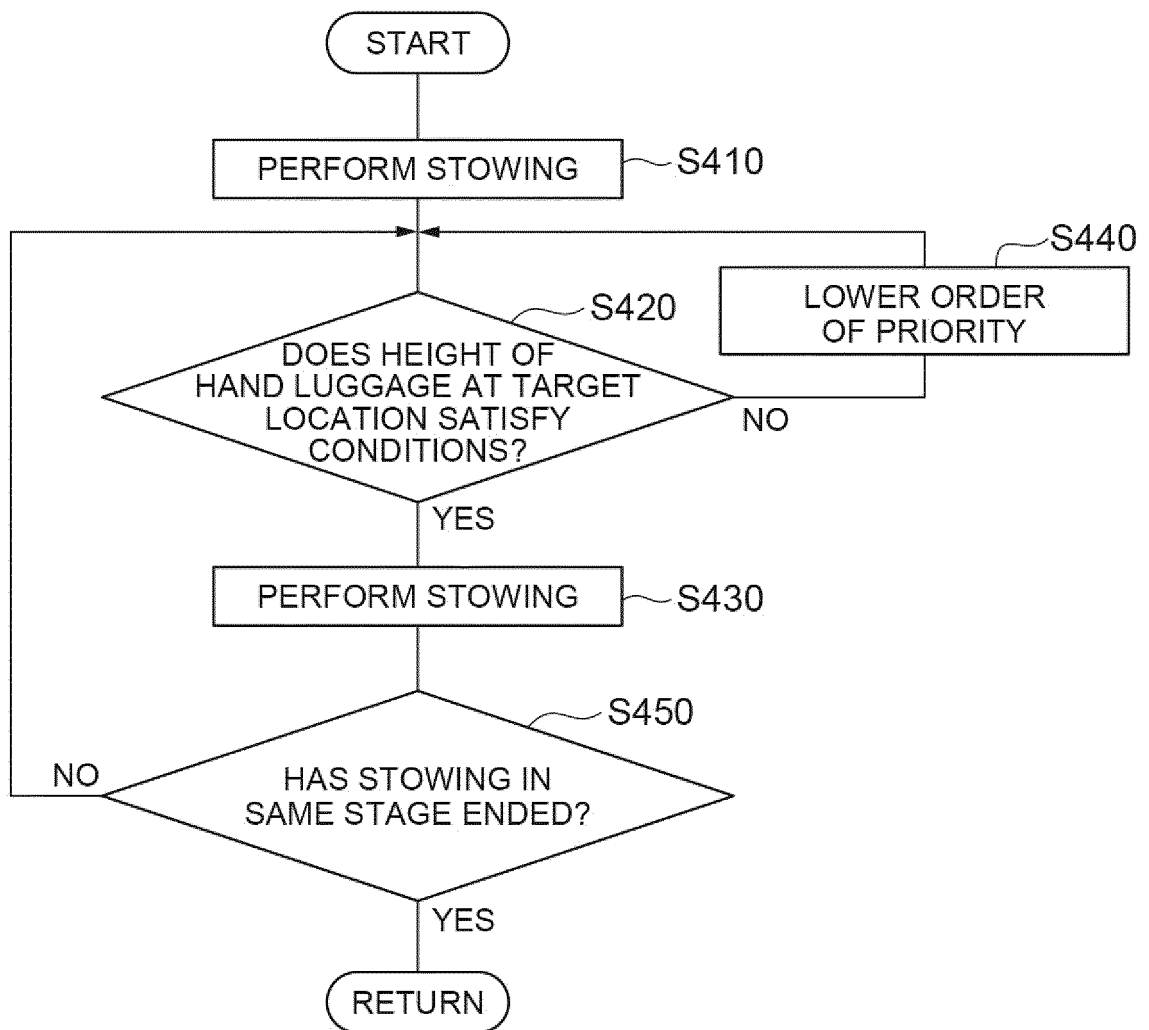 START
PERFORM STOWING
S410
S440
LOWER ORDER
OF PRIORITY
S420
DOES HEIGHT OF
HAND LUGGAGE AT TARGET
LOCATION SATISFY
CONDITIONS?
NO
YES
PERFORM STOWING
S430
S450
NO
HAS STOWING IN
SAME STAGE ENDED?
YES
RETURN